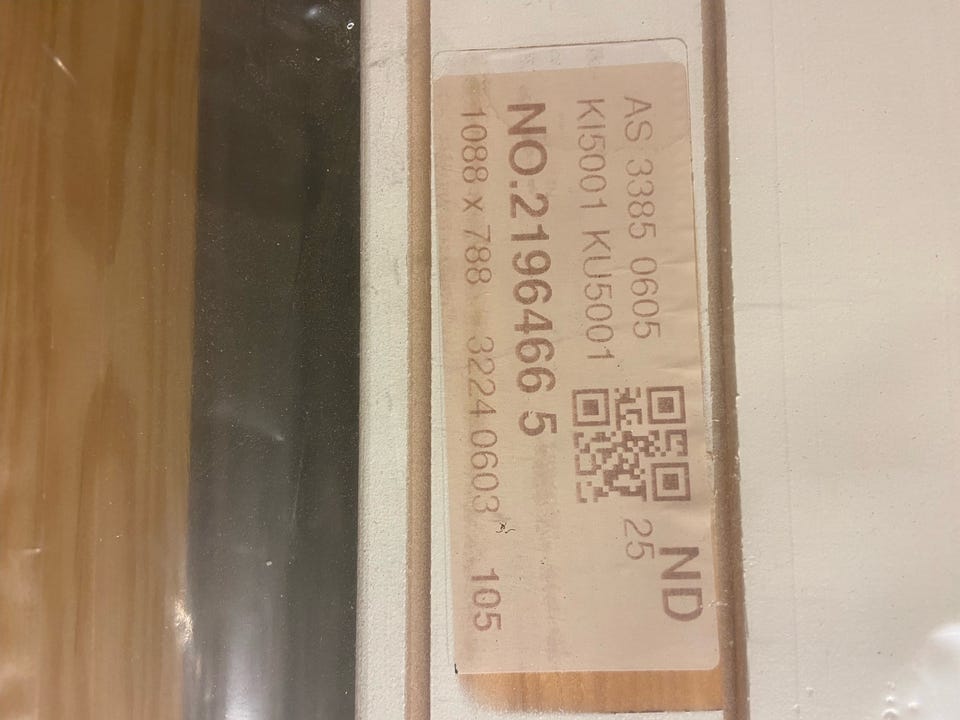 ND
AS 3385 0605 25
KI5001 KU5001
NO.2196466 5
1088 x 788 3224 0603 105